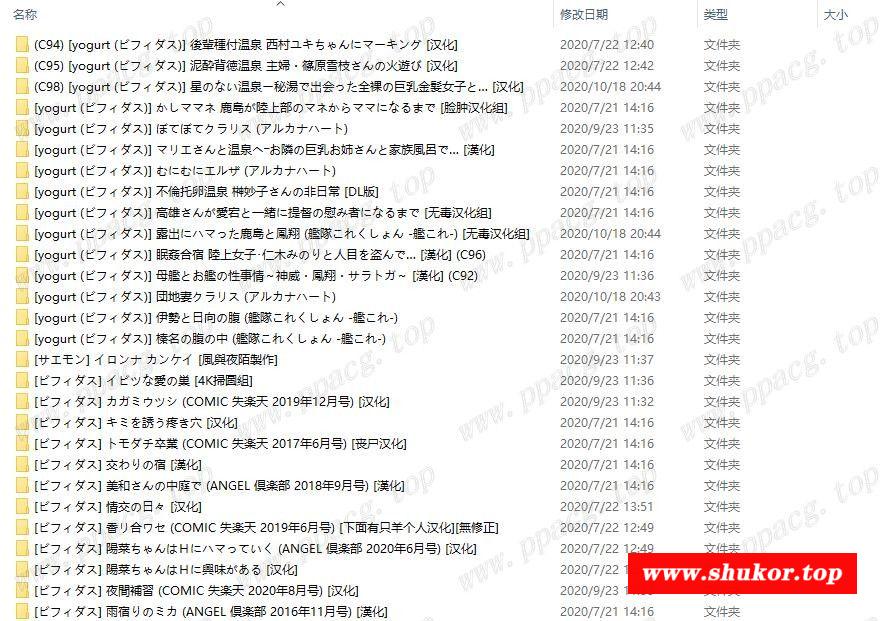 名称 修改日期 类型 大小
(C94) [yogurt (ビフィダス)] 後輩種付温泉 西村ユキちゃんにマーキング [汉化] 2020/7/22 12:40 文件夹
(C95) [yogurt (ビフィダス)] 泥酔背徳温泉 主婦・篠原雪枝さんの火遊び [汉化] 2020/7/22 12:42 文件夹
(C98) [yogurt (ビフィダス)] 星のない温泉－秘湯で出会った全裸の巨乳金髪女子と... [汉化] 2020/10/18 20:44 文件夹
[yogurt (ビフィダス)] かしママネ 鹿島が陸上部のマネからママになるまで [脸肿汉化组] 2020/7/21 14:16 文件夹
[yogurt (ビフィダス)] ぽてぽてクラリス (アルカナハート) 2020/9/23 11:35 文件夹
[yogurt (ビフィダス)] マリエさんと温泉へ-お隣の巨乳お姉さんと家族風呂で... [漢化] 2020/7/21 14:16 文件夹
[yogurt (ビフィダス)] むにむにエルザ (アルカナハート) 2020/7/21 14:16 文件夹
[yogurt (ビフィダス)] 不倫托卵温泉 榊妙子さんの非日常 [DL版] 2020/7/21 14:16 文件夹
[yogurt (ビフィダス)] 高雄さんが愛宕と一緒に提督の慰み者になるまで [无毒汉化组] 2020/7/21 14:16 文件夹
[yogurt (ビフィダス)] 露出にハマった鹿島と鳳翔 (艦隊これくしょん -艦これ-) [无毒汉化组] 2020/10/18 20:44 文件夹
[yogurt (ビフィダス)] 眠姦合宿 陸上女子･仁木みのりと人目を盗んで... [漢化] (C96) 2020/7/21 14:16 文件夹
[yogurt (ビフィダス)] 母艦とお艦の性事情～神威・鳳翔・サラトガ～ [漢化] (C92) 2020/9/23 11:36 文件夹
[yogurt (ビフィダス)] 団地妻クラリス (アルカナハート) 2020/10/18 20:43 文件夹
[yogurt (ビフィダス)] 伊勢と日向の腹 (艦隊これくしょん -艦これ-) 2020/7/21 14:16 文件夹
[yogurt (ビフィダス)] 榛名の腹の中 (艦隊これくしょん -艦これ-) 2020/7/21 14:16 文件夹
[サエモン] イロンナ カンケイ [風與夜陌製作] 2020/9/23 11:37 文件夹
[ビフィダス] イビツな愛の巣 [4K掃圖組] 2020/9/23 11:36 文件夹
[ビフィダス] カガミウツシ (COMIC 失楽天 2019年12月号) [汉化] 2020/9/23 11:32 文件夹
[ビフィダス] キミを誘う疼き穴 [汉化] 2020/7/21 14:16 文件夹
[ビフィダス] トモダチ卒業 (COMIC 失楽天 2017年6月号) [丧尸汉化] 2020/7/21 14:16 文件夹
[ビフィダス] 交わりの宿 [漢化] 2020/7/21 14:16 文件夹
[ビフィダス] 美和さんの中庭で (ANGEL 倶楽部 2018年9月号) [漢化] 2020/7/21 14:16 文件夹
[ビフィダス] 情交の日々 [汉化] 2020/7/22 13:51 文件夹
[ビフィダス] 香り合ワセ (COMIC 失楽天 2019年6月号) [下面有只羊个人汉化][無修正] 2020/7/22 12:49 文件夹
[ビフィダス] 陽菜ちゃんはHにハマっていく (ANGEL 倶楽部 2020年6月号) [汉化] 2020/7/22 12:49 文件夹
[ビフィダス] 陽菜ちゃんはHに興味がある [汉化] 2020/7/22
[ビフィダス] 夜間補習 (COMIC 失楽天 2020年8月号) [汉化] 2020/9/23
[ビフィダス] 雨宿りのミカ (ANGEL 倶楽部 2016年11月号) [漢化] 2020/7/21 14:16 文件夹
www.shukor.top
www.ppacg.top